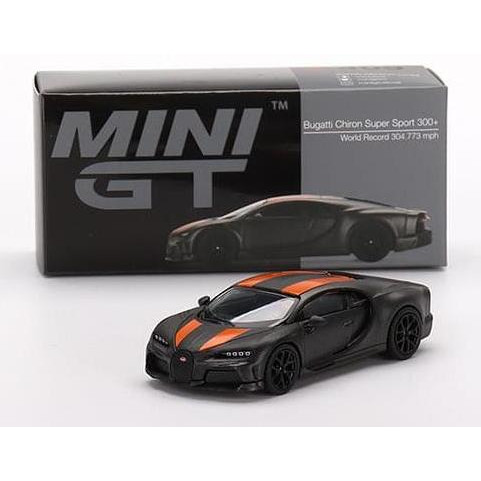 MINI
GT
TM
Bugatti Chiron Super Sport 300+
World Record 304.773 mph